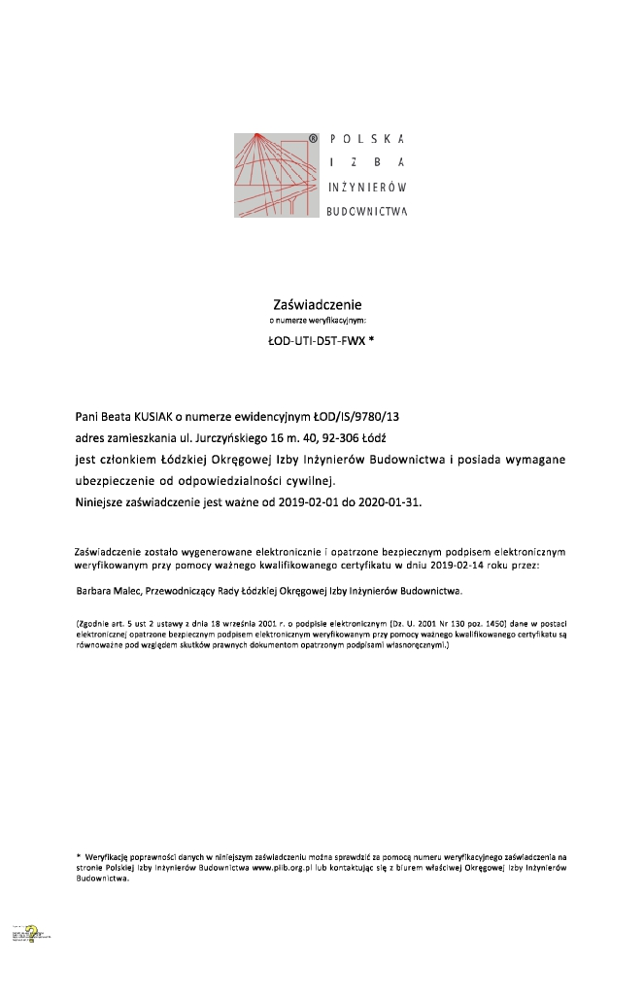 ®
POLSKA
IZBA
INŻYNIERÓW
BUDOWNICTWA
Zaświadczenie
o numerze weryfikacyjnym:
ŁOD-UTI-D5T-FWX *
Pani Beata KUSIAK o numerze ewidencyjnym ŁOD/IS/9780/13
adres zamieszkania ul. Jurczyńskiego 16 m. 40, 92-306 Łódź
jest członkiem Łódzkiej Okręgowej Izby Inżynierów Budownictwa i posiada wymagane
ubezpieczenie od odpowiedzialności cywilnej.
Niniejsze zaświadczenie jest ważne od 2019-02-01 do 2020-01-31.
Zaświadczenie zostało wygenerowane elektronicznie i opatrzone bezpiecznym podpisem elektronicznym
weryfikowanym przy pomocy ważnego kwalifikowanego certyfikatu w dniu 2019-02-14 roku przez:
Barbara Malec, Przewodniczący Rady Łódzkiej Okręgowej Izby Inżynierów Budownictwa.
(Zgodnie art. 5 ust 2 ustawy z dnia 18 września 2001 r. o podpisie elektronicznym (Dz. U. 2001 Nr 130 poz. 1450) dane w postaci
elektronicznej opatrzone bezpiecznym podpisem elektronicznym weryfikowanym przy pomocy ważnego kwalifikowanego certyfikatu są
równoważne pod względem skutków prawnych dokumentom opatrzonym podpisami własnoręcznymi.)
* Weryfikację poprawności danych w niniejszym zaświadczeniu można sprawdzić za pomocą numeru weryfikacyjnego zaświadczenia na
stronie Polskiej Izby Inżynierów Budownictwa www.piib.org.pl lub kontaktując się z biurem właściwej Okręgowej Izby Inżynierów
Budownictwa.